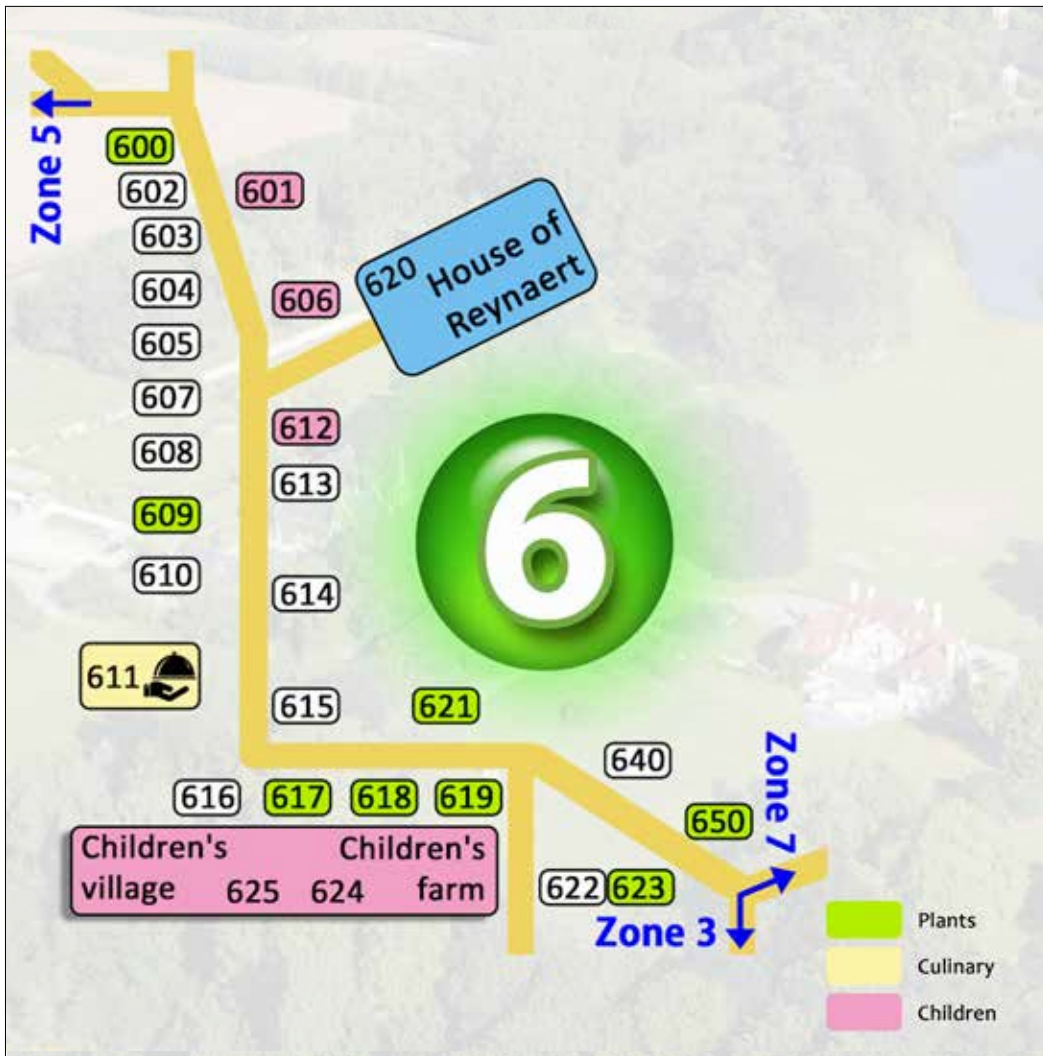 Zone 5
600
602
601
603
604
606
620 House of
Reynaert
605
607
612
608
613
609
6
610
614
611
615
621
640
Zone 7
616
617
618
619
650
Children's
village
625
624
Children's
farm
622
623
Zone 3
Plants
Culinary
Children